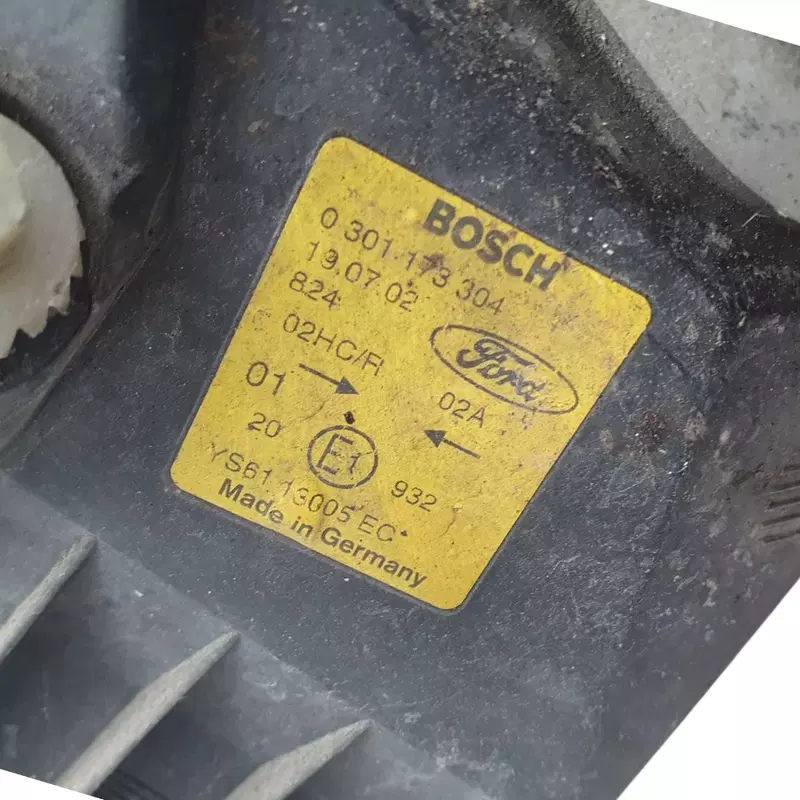 BOSCH
0 301 173 304
19.07.02
824
Ford
02HC/R 02A
01 → ←
20 E1 932
YS61 13005 EC
Made in Germany